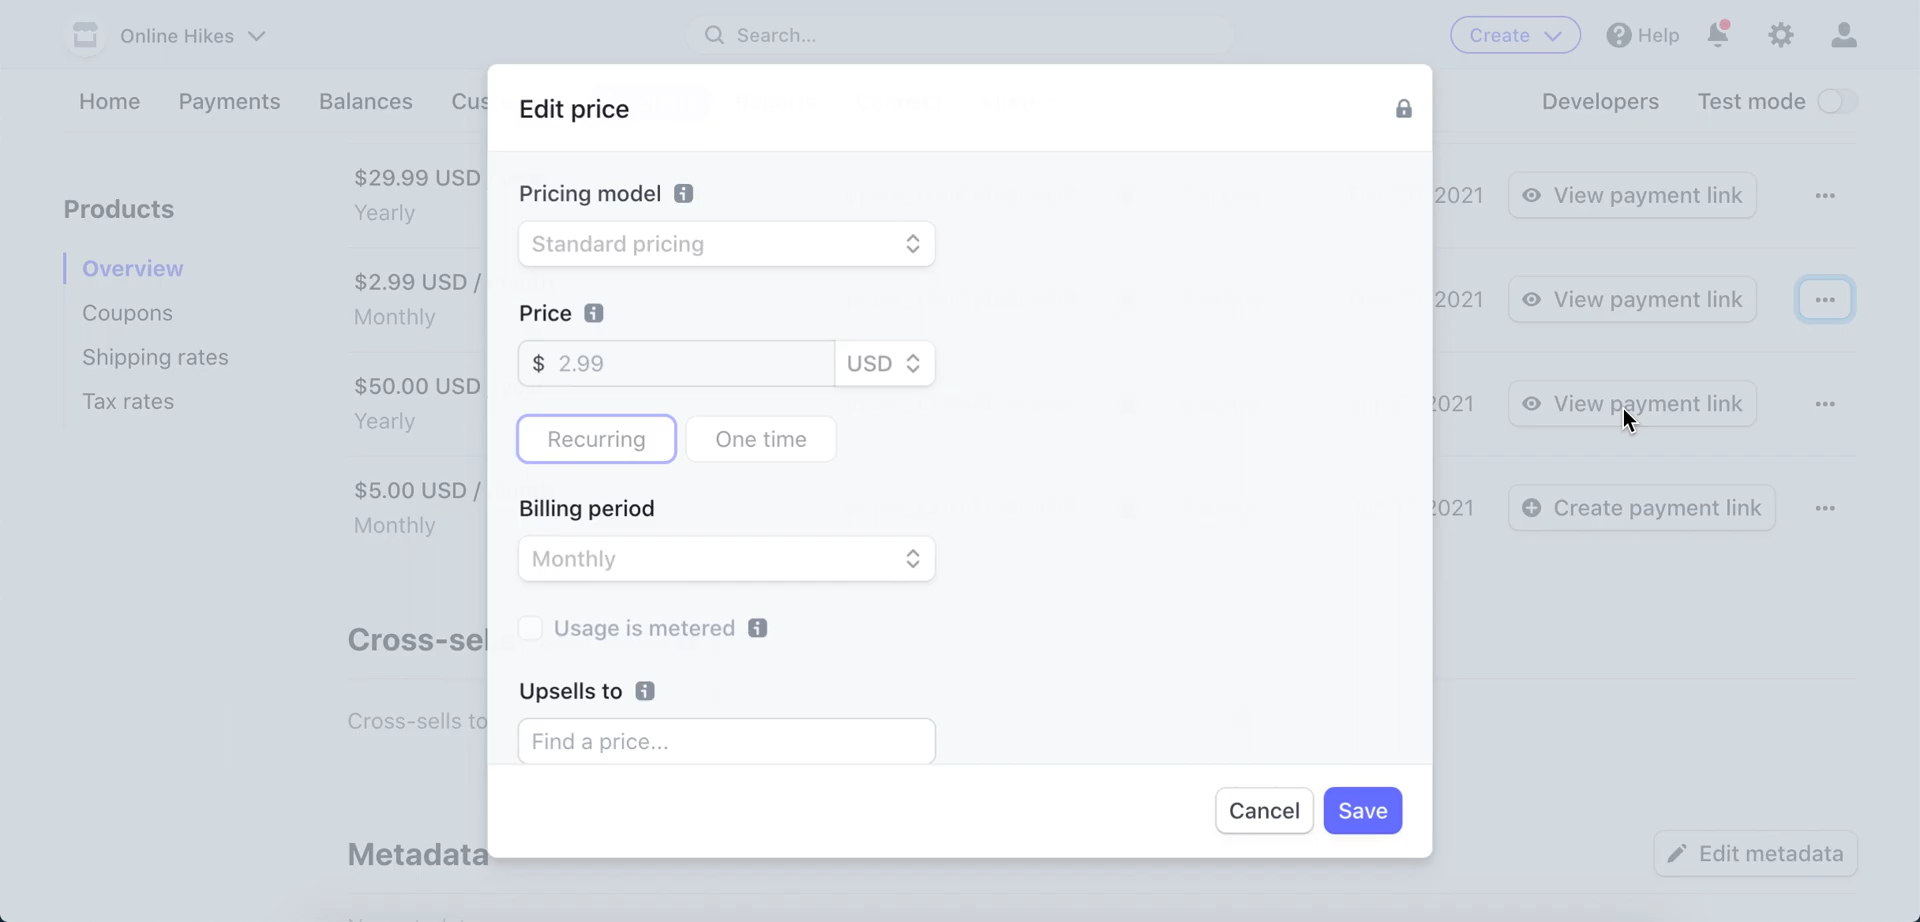 Online Hikes
Search...
Create
Help
Home
Payments
Balances
Developers
Test mode
Products
Overview
Coupons
Shipping rates
Tax rates
$29.99 USD
Yearly
2021
View payment link
$2.99 USD /
Monthly
2021
View payment link
$50.00 USD
Yearly
2021
View payment link
$5.00 USD /
Monthly
2021
Create payment link
Cross-sells to
Metadata
Edit metadata
Edit price
Pricing model
Standard pricing
Price
$ 2.99
USD
Recurring
One time
Billing period
Monthly
Usage is metered
Upsells to
Find a price...
Cancel
Save